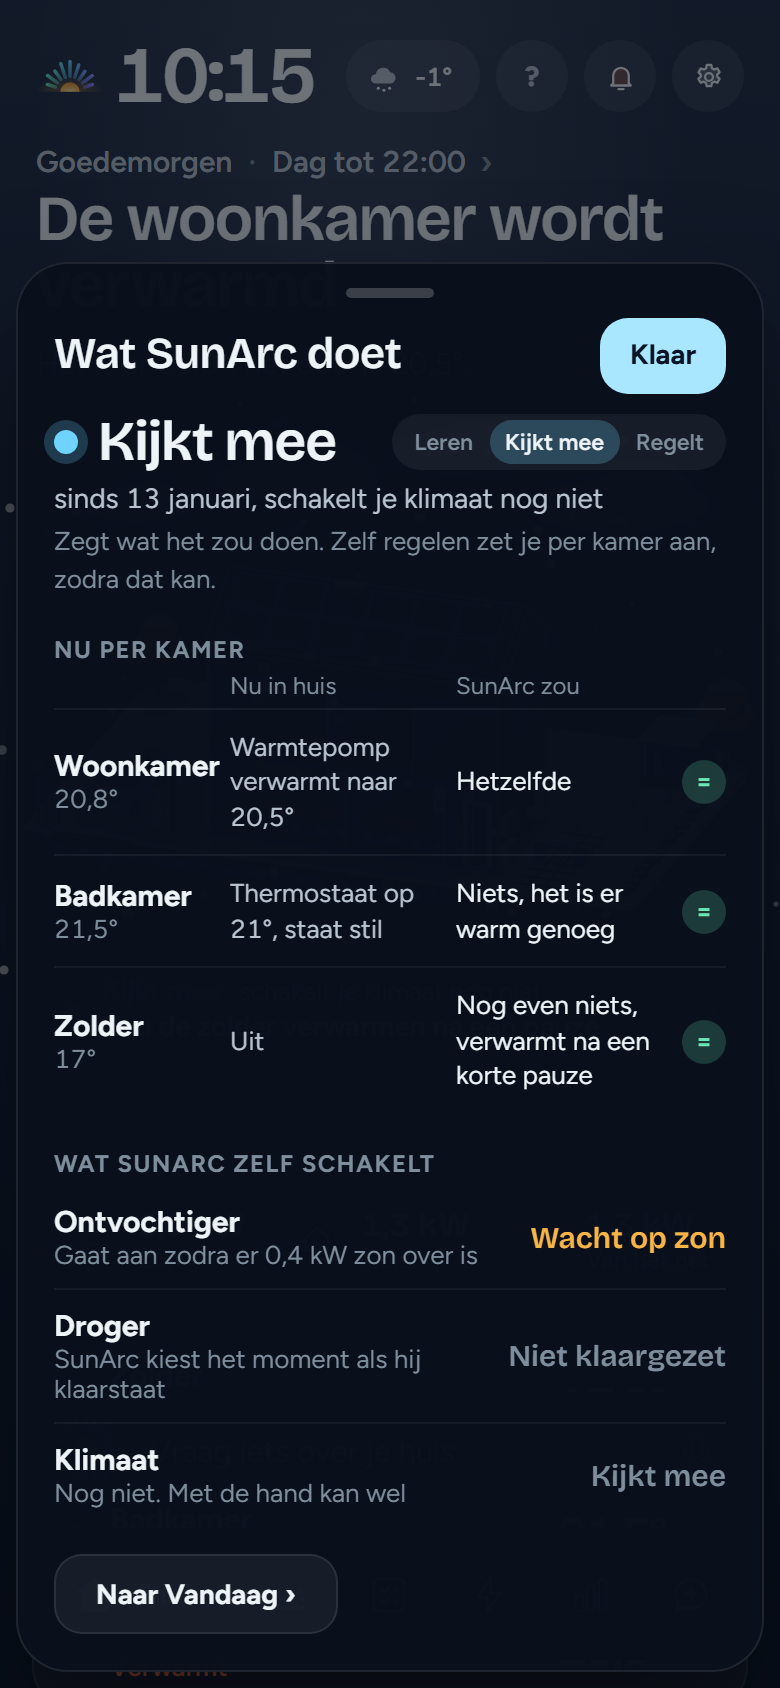 10:15
-1°
?
Goedemorgen · Dag tot 22:00 ›
De woonkamer wordt
verwarmd
Wat SunArc doet
Klaar
Kijkt mee
Leren Kijkt mee Regelt
sinds 13 januari, schakelt je klimaat nog niet
Zegt wat het zou doen. Zelf regelen zet je per kamer aan,
zodra dat kan.
NU PER KAMER
Nu in huis SunArc zou
Woonkamer
20,8°
Warmtepomp
verwarmt naar
20,5°
Hetzelfde
=
Badkamer
21,5°
Thermostaat op
21°, staat stil
Niets, het is er
warm genoeg
=
Zolder
17°
Uit
Nog even niets,
verwarmt na een
korte pauze
=
WAT SUNARC ZELF SCHAKELT
Ontvochtiger
Gaat aan zodra er 0,4 kW zon over is
Wacht op zon
Droger
SunArc kiest het moment als hij
klaarstaat
Niet klaargezet
Klimaat
Nog niet. Met de hand kan wel
Kijkt mee
Naar Vandaag ›
verwarmt